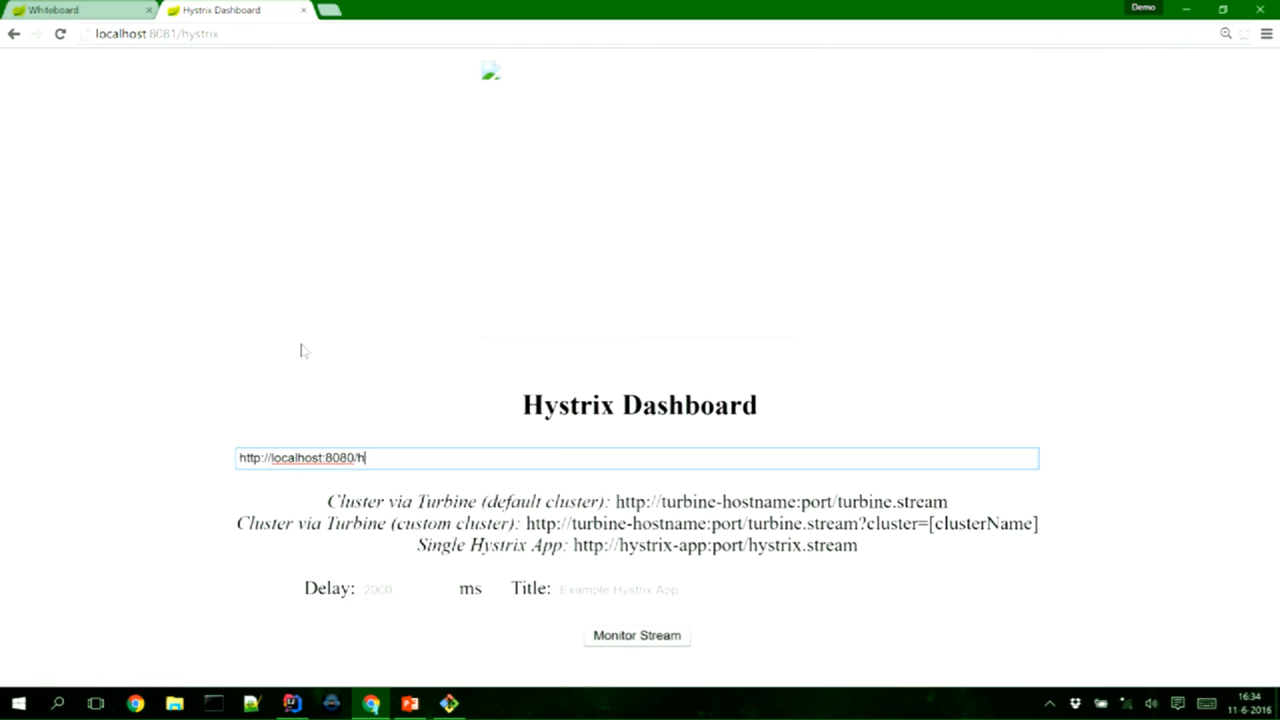 Whiteboard
Hystrix Dashboard
Demo
localhost:8081/hystrix
Hystrix Dashboard
http://localhost:8080/h
Cluster via Turbine (default cluster): http://turbine-hostname:port/turbine.stream
Cluster via Turbine (custom cluster): http://turbine-hostname:port/turbine.stream?cluster=[clusterName]
Single Hystrix App: http://hystrix-app:port/hystrix.stream
Delay: 2000 ms Title: Example Hystrix App
Monitor Stream
16:34
11-6-2016